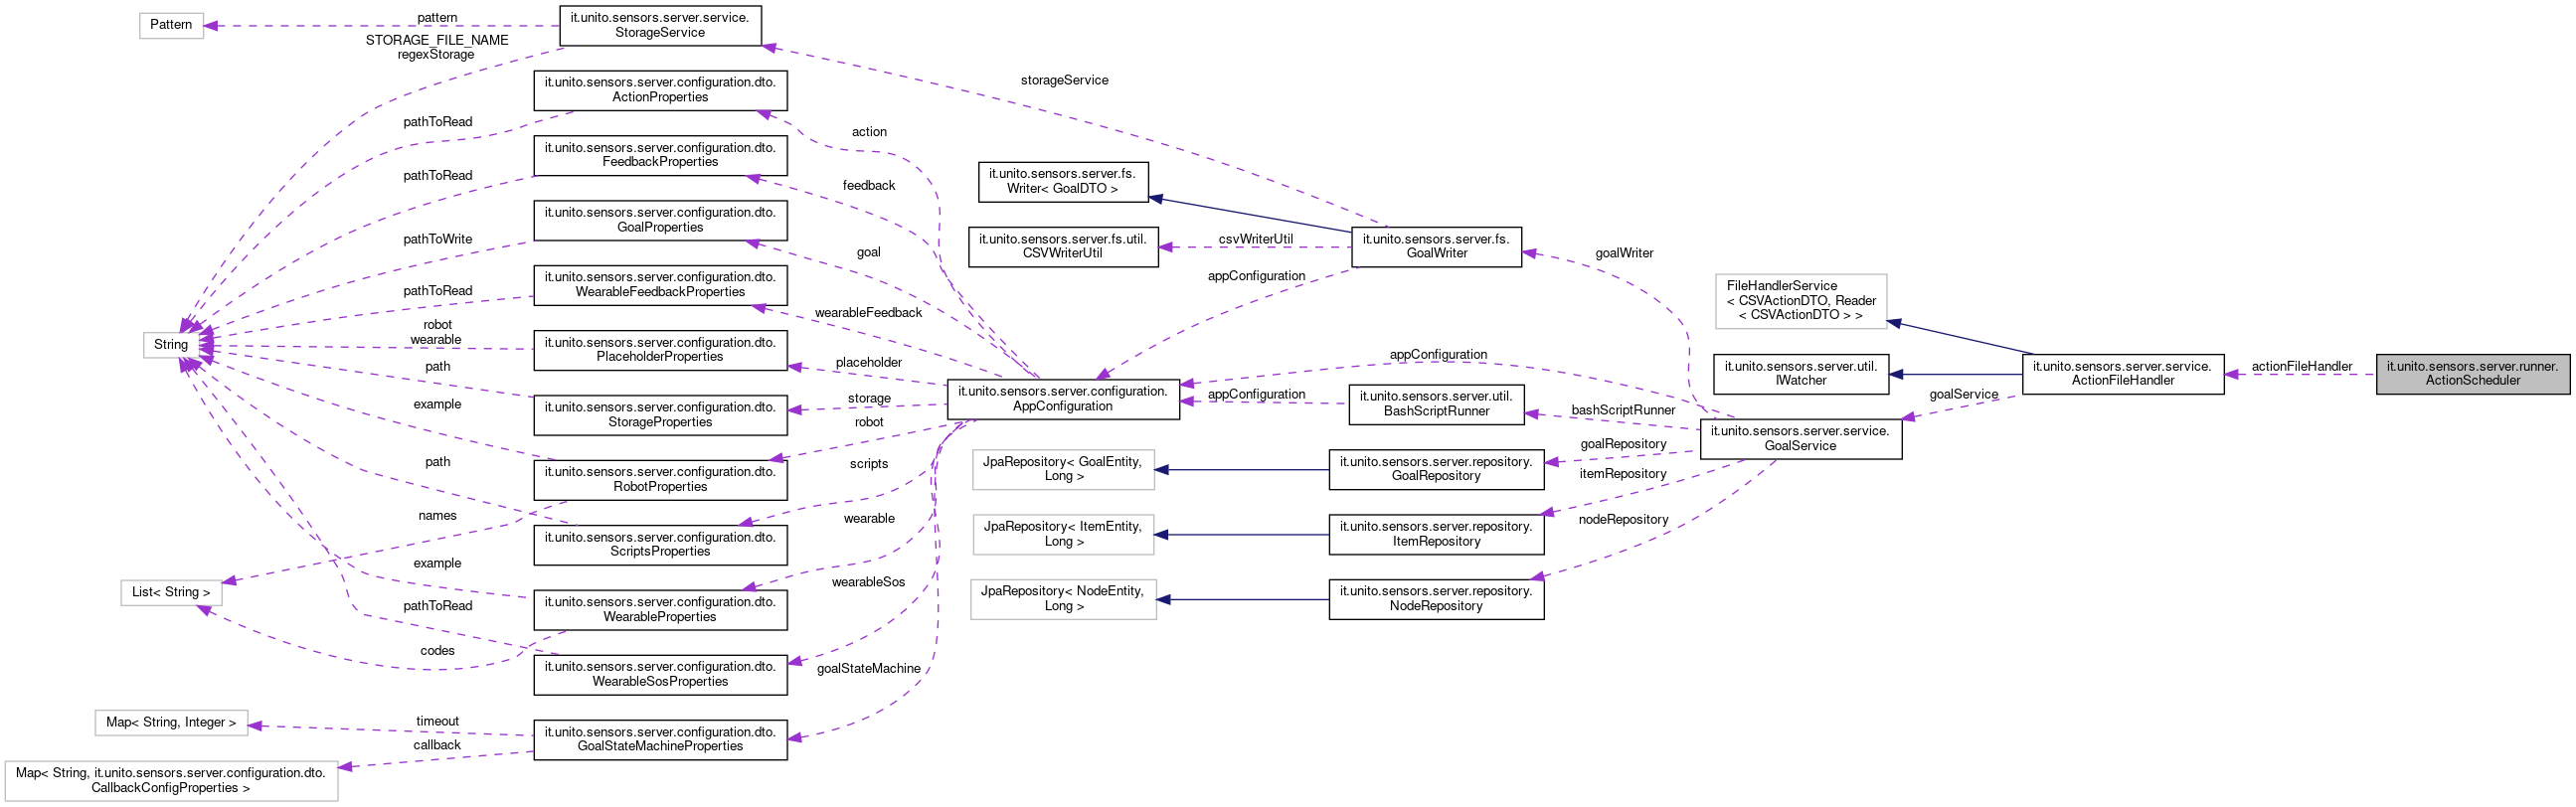 Pattern
pattern
it.unito.sensors.server.service.
StorageService
STORAGE_FILE_NAME
regexStorage
storageService
it.unito.sensors.server.configuration.dto.
ActionProperties
pathToRead
action
it.unito.sensors.server.configuration.dto.
FeedbackProperties
pathToRead
feedback
it.unito.sensors.server.fs.
Writer< GoalDTO >
it.unito.sensors.server.configuration.dto.
GoalProperties
pathToWrite
goal
it.unito.sensors.server.fs.util.
CSVWriterUtil
csvWriterUtil
it.unito.sensors.server.fs.
GoalWriter
goalWriter
appConfiguration
it.unito.sensors.server.configuration.dto.
WearableFeedbackProperties
pathToRead
wearableFeedback
FileHandlerService
< CSVActionDTO, Reader
< CSVActionDTO > >
String
robot
wearable
it.unito.sensors.server.configuration.dto.
PlaceholderProperties
placeholder
appConfiguration
it.unito.sensors.server.util.
IWatcher
it.unito.sensors.server.service.
ActionFileHandler
actionFileHandler
it.unito.sensors.server.runner.
ActionScheduler
path
it.unito.sensors.server.configuration.dto.
StorageProperties
storage
it.unito.sensors.server.configuration.
AppConfiguration
appConfiguration
it.unito.sensors.server.util.
BashScriptRunner
bashScriptRunner
goalService
it.unito.sensors.server.service.
GoalService
example
robot
it.unito.sensors.server.configuration.dto.
RobotProperties
path
scripts
JpaRepository< GoalEntity,
Long >
it.unito.sensors.server.repository.
GoalRepository
goalRepository
itemRepository
names
it.unito.sensors.server.configuration.dto.
ScriptsProperties
wearable
JpaRepository< ItemEntity,
Long >
it.unito.sensors.server.repository.
ItemRepository
nodeRepository
List< String >
example
it.unito.sensors.server.configuration.dto.
WearableProperties
wearableSos
JpaRepository< NodeEntity,
Long >
it.unito.sensors.server.repository.
NodeRepository
pathToRead
codes
it.unito.sensors.server.configuration.dto.
WearableSosProperties
goalStateMachine
Map< String, Integer >
timeout
it.unito.sensors.server.configuration.dto.
GoalStateMachineProperties
callback
Map< String, it.unito.sensors.server.configuration.dto.
CallbackConfigProperties >